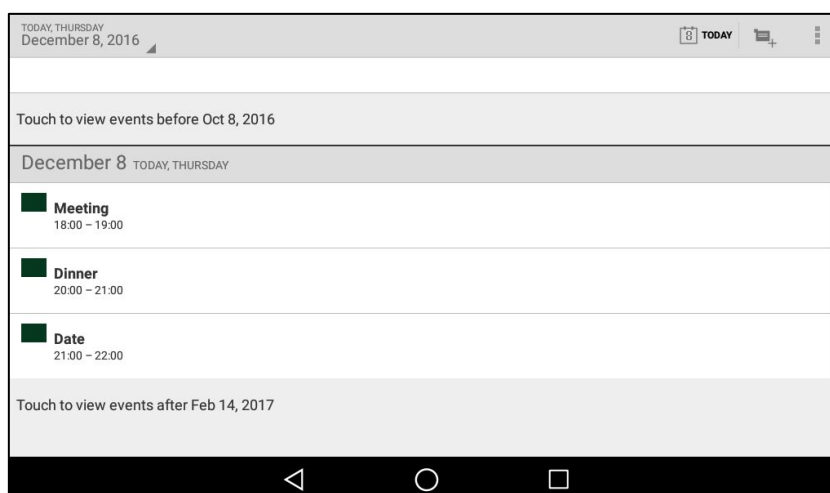 TODAY, THURSDAY
December 8, 2016
8 TODAY
Touch to view events before Oct 8, 2016
December 8 TODAY, THURSDAY
Meeting
18:00 – 19:00
Dinner
20:00 – 21:00
Date
21:00 – 22:00
Touch to view events after Feb 14, 2017